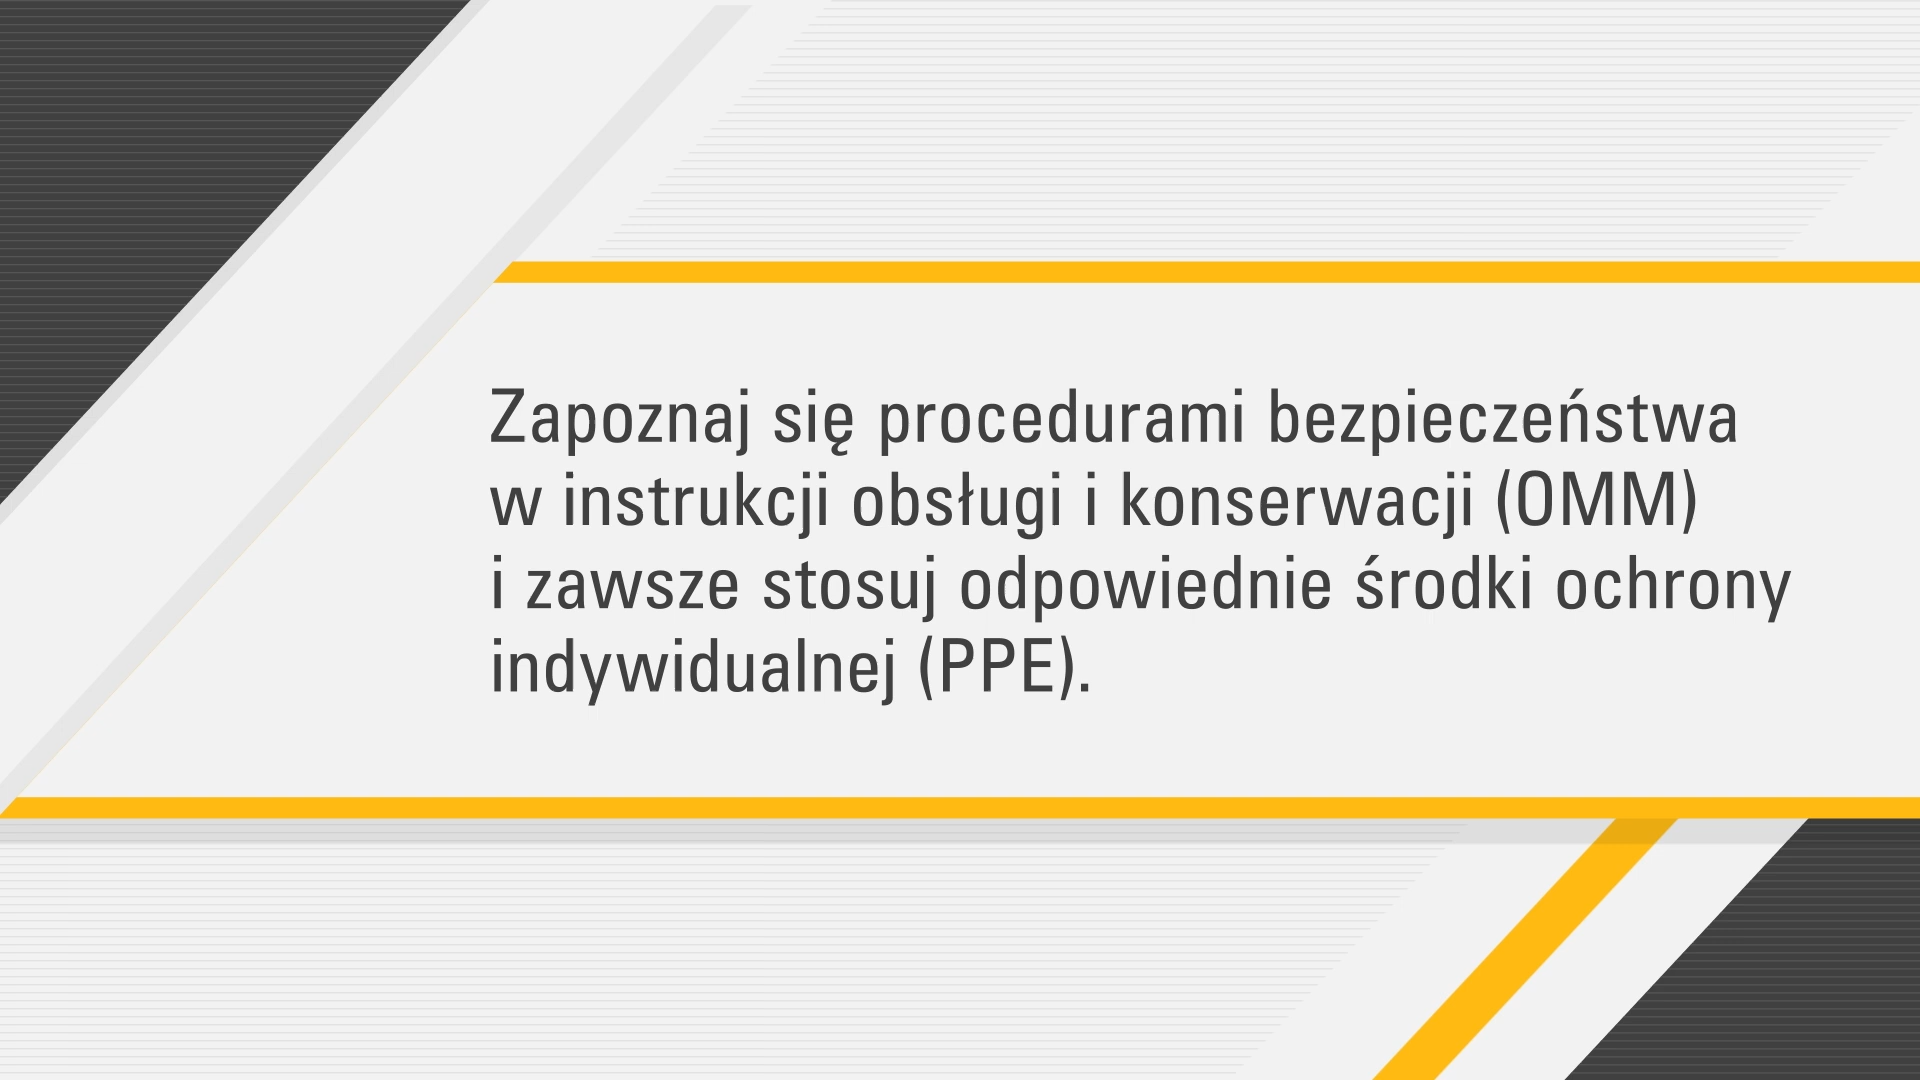 Zapoznaj się procedurami bezpieczeństwa
w instrukcji obsługi i konserwacji (OMM)
i zawsze stosuj odpowiednie środki ochrony
indywidualnej (PPE).